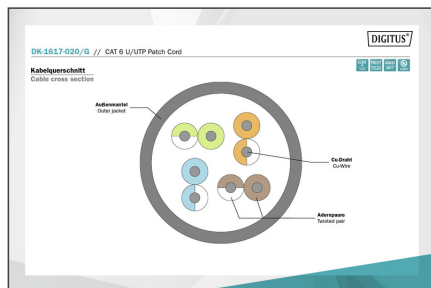 DIGITUS®
DK-1617-020/G // CAT 6 U/UTP Patch Cord
Kabelquerschnitt
Cable cross section
Außenmantel
Outer jacket
Cu-Draht
Cu-Wire
Adernpaare
Twisted pair